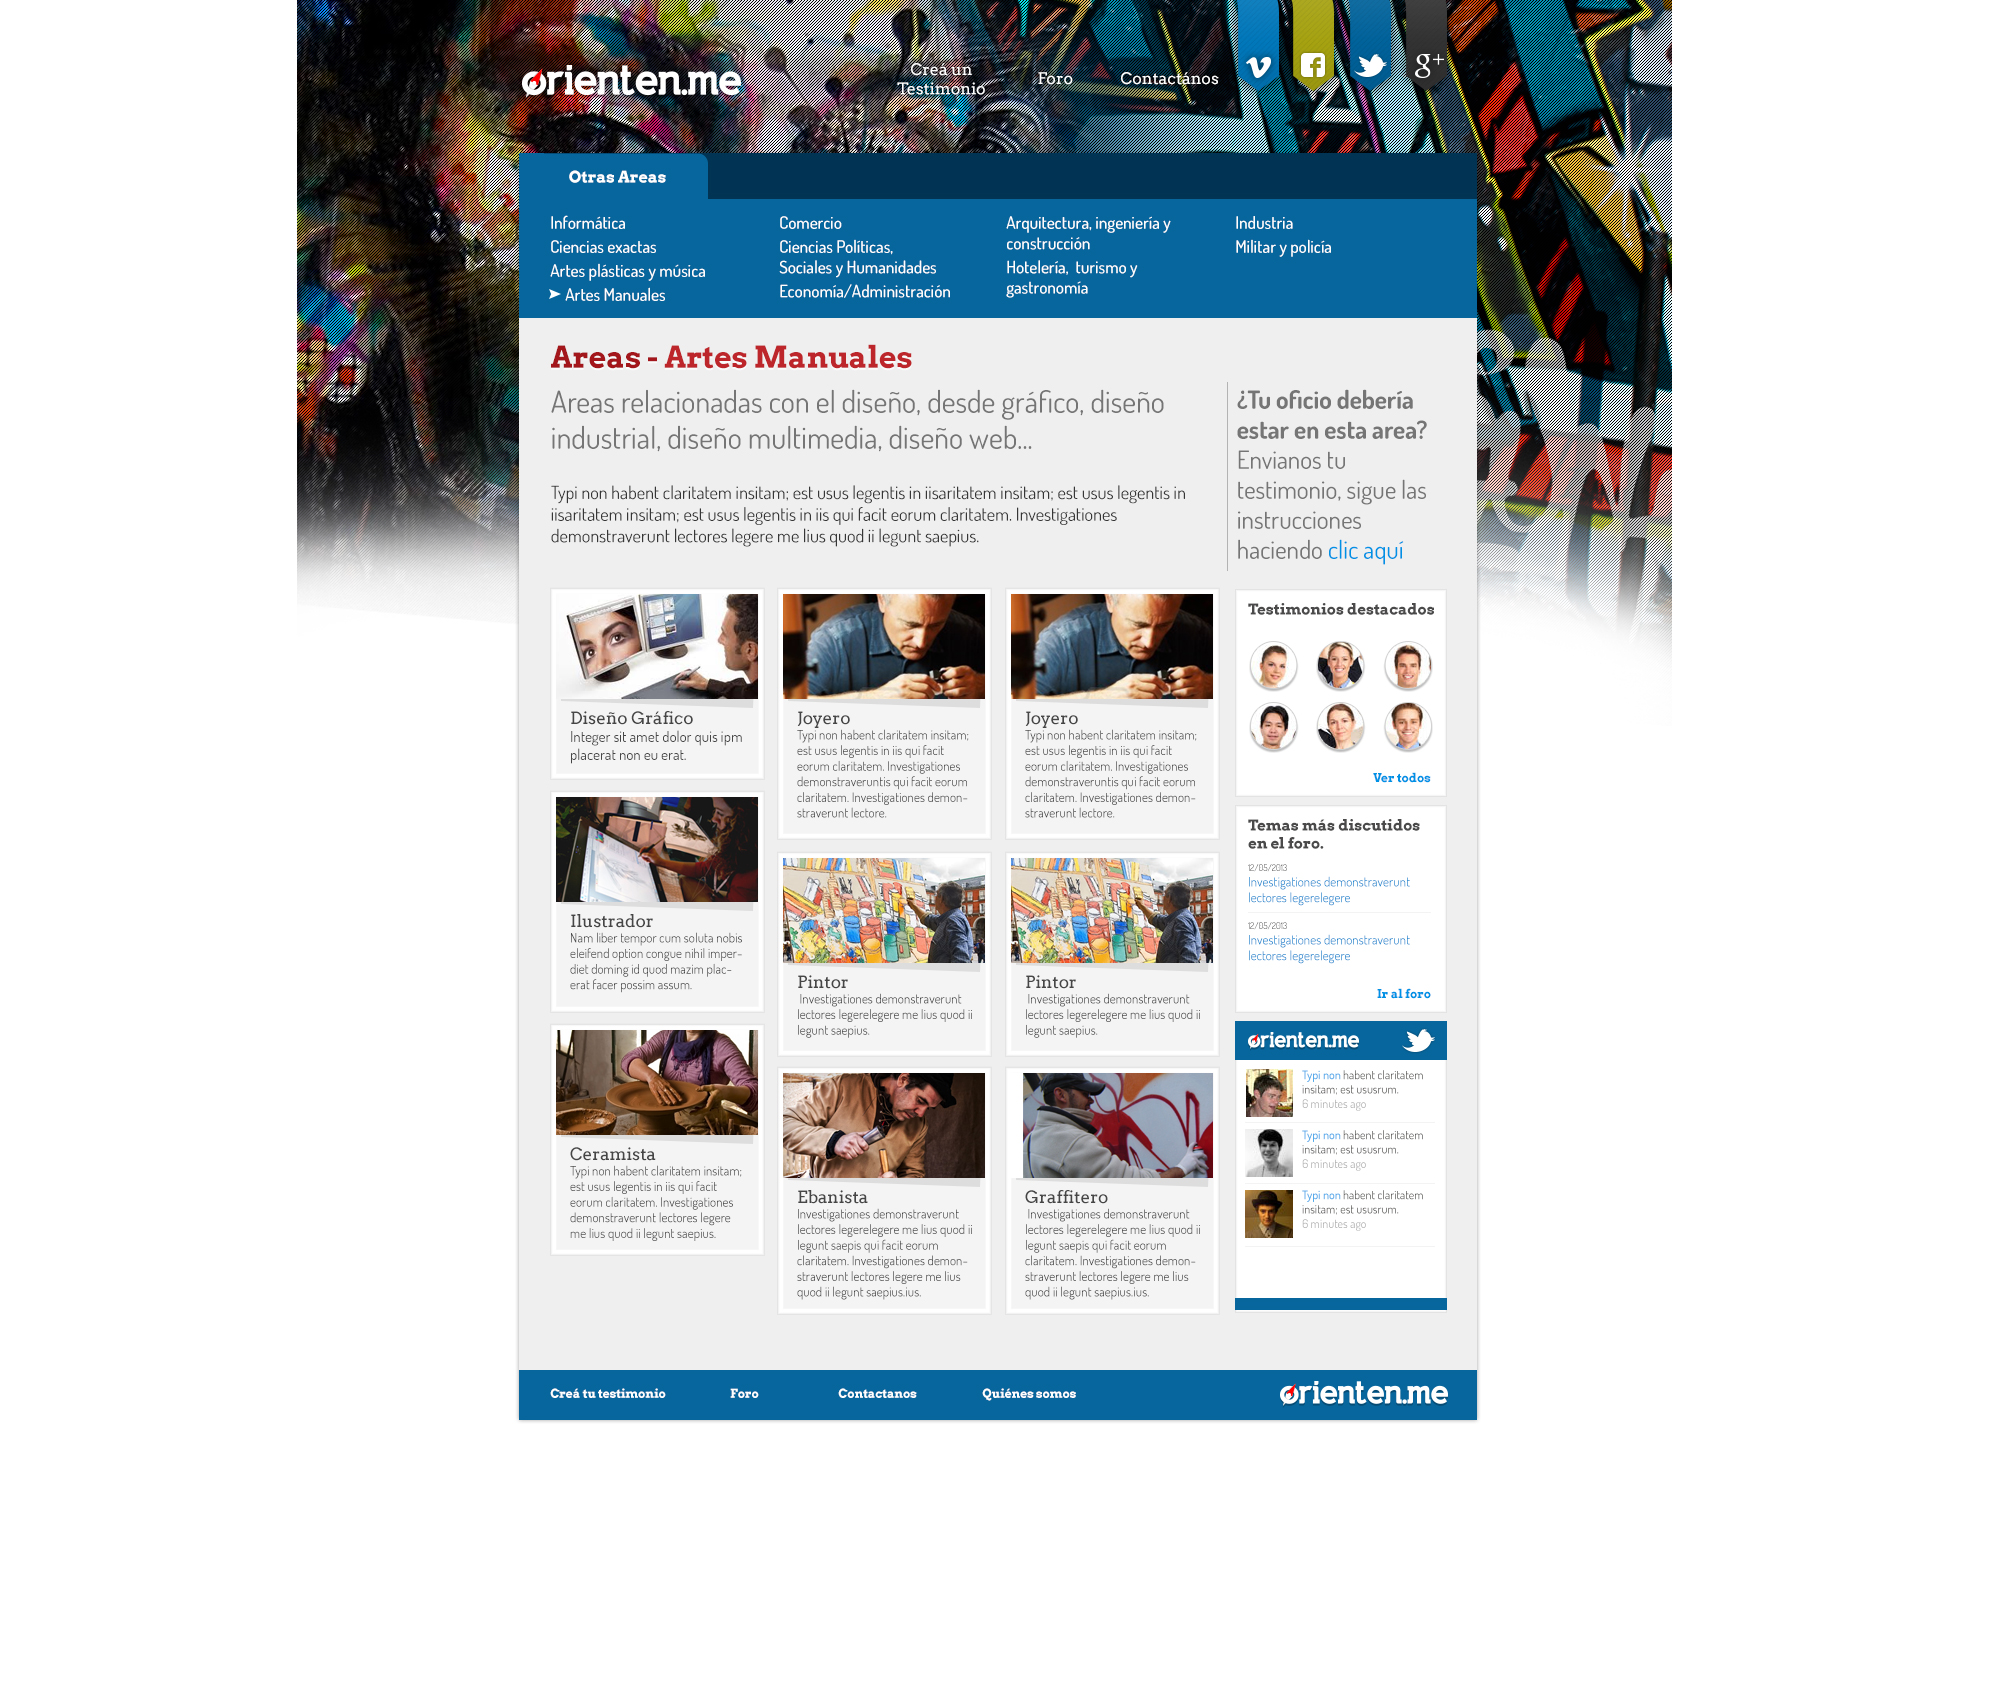 orienten.me
Creá un
Testimonio
Foro
Contactános
g+
Otras Areas
Informática
Ciencias exactas
Artes plásticas y música
Artes Manuales
Comercio
Ciencias Políticas,
Sociales y Humanidades
Economía/Administración
Arquitectura, ingeniería y
construcción
Hotelería, turismo y
gastronomía
Industria
Militar y policía
Areas - Artes Manuales
Areas relacionadas con el diseño, desde gráfico, diseño
industrial, diseño multimedia, diseño web...
Typi non habent claritatem insitam; est usus legentis in iisaritatem insitam; est usus legentis in
iisaritatem insitam; est usus legentis in iis qui facit eorum claritatem. Investigationes
demonstraverunt lectores legere me lius quod ii legunt saepius.
¿Tu oficio debería
estar en esta area?
Envianos tu
testimonio, sigue las
instrucciones
haciendo clic aquí
Diseño Gráfico
Integer sit amet dolor quis ipm
placerat non eu erat.
Ilustrador
Nam liber tempor cum soluta nobis
eleifend option congue nihil imper-
diet doming id quod mazim plac-
erat facer possim assum.
Ceramista
Typi non habent claritatem insitam;
est usus legentis in iis qui facit
eorum claritatem. Investigationes
demonstraverunt lectores legere
me lius quod ii legunt saepius.
Joyero
Typi non habent claritatem insitam;
est usus legentis in iis qui facit
eorum claritatem. Investigationes
demonstraveruntis qui facit eorum
claritatem. Investigationes demon-
straverunt lectore.
Pintor
Investigationes demonstraverunt
lectores legerelegere me lius quod ii
legunt saepius.
Ebanista
Investigationes demonstraverunt
lectores legerelegere me lius quod ii
legunt saepis qui facit eorum
claritatem. Investigationes demon-
straverunt lectores legere me lius
quod ii legunt saepius.ius.
Joyero
Typi non habent claritatem insitam;
est usus legentis in iis qui facit
eorum claritatem. Investigationes
demonstraveruntis qui facit eorum
claritatem. Investigationes demon-
straverunt lectore.
Pintor
Investigationes demonstraverunt
lectores legerelegere me lius quod ii
legunt saepius.
Graffitero
Investigationes demonstraverunt
lectores legerelegere me lius quod ii
legunt saepis qui facit eorum
claritatem. Investigationes demon-
straverunt lectores legere me lius
quod ii legunt saepius.ius.
Testimonios destacados
Ver todos
Temas más discutidos
en el foro.
12/05/2013
Investigationes demonstraverunt
lectores legerelegere
12/05/2013
Investigationes demonstraverunt
lectores legerelegere
Ir al foro
orienten.me
Typi non habent claritatem
insitam; est ususrum.
6 minutes ago
Typi non habent claritatem
insitam; est ususrum.
6 minutes ago
Typi non habent claritatem
insitam; est ususrum.
6 minutes ago
Creá tu testimonio
Foro
Contactanos
Quiénes somos
orienten.me